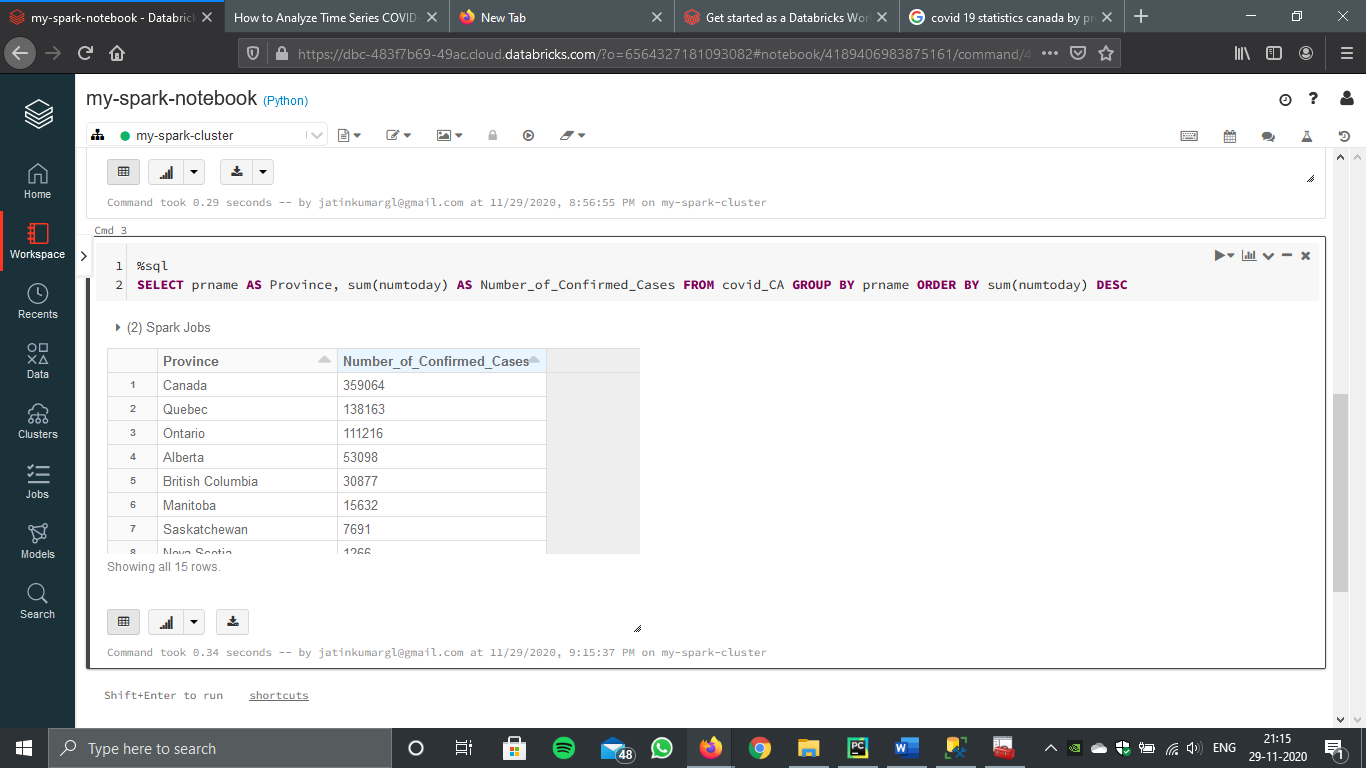 my-spark-notebook - Databric
How to Analyze Time Series COVID-
New Tab
Get started as a Databricks Wor
covid 19 statistics canada by pr
https://dbc-483f7b69-49ac.cloud.databricks.com/?o=6564327181093082#notebook/4189406983875161/command/4
my-spark-notebook (Python)
my-spark-cluster
Home
Workspace
Recents
Data
Clusters
Jobs
Models
Search
Command took 0.29 seconds -- by jatinkumargl@gmail.com at 11/29/2020, 8:56:55 PM on my-spark-cluster
Cmd 3
1 %sql
2 SELECT prname AS Province, sum(numtoday) AS Number_of_Confirmed_Cases FROM covid_CA GROUP BY prname ORDER BY sum(numtoday) DESC
(2) Spark Jobs
Province Number_of_Confirmed_Cases
1 Canada 359064
2 Quebec 138163
3 Ontario 111216
4 Alberta 53098
5 British Columbia 30877
6 Manitoba 15632
7 Saskatchewan 7691
8 Nova Scotia 1266
Showing all 15 rows.
Command took 0.34 seconds -- by jatinkumargl@gmail.com at 11/29/2020, 9:15:37 PM on my-spark-cluster
Shift+Enter to run shortcuts
Type here to search
48
PC
W
ENG
21:15
29-11-2020
1